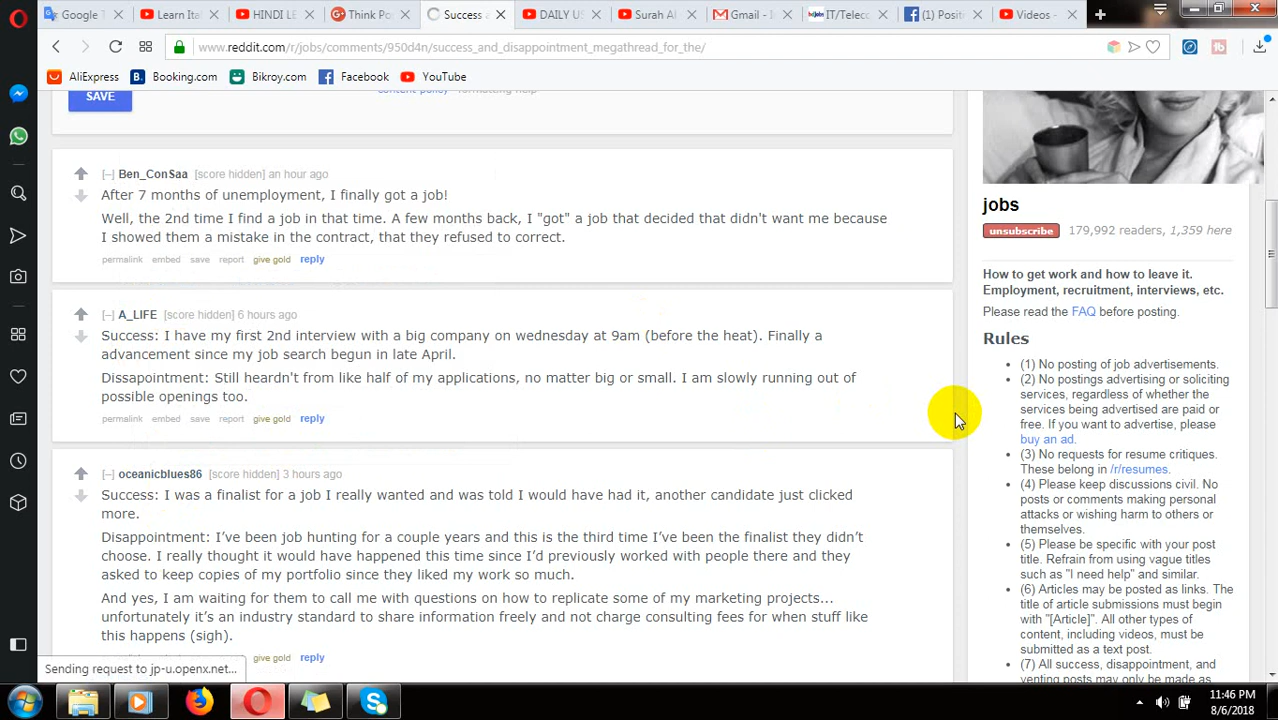 Google T
Learn Ita
HINDI LE
Think Po
Success a
DAILY US
Surah Al
Gmail - I
IT/Teleco
(1) Posti
Videos -
www.reddit.com/r/jobs/comments/950d4n/success_and_disappointment_megathread_for_the/
AliExpress
Booking.com
Bikroy.com
Facebook
YouTube
SAVE
content policy formatting help
[–] Ben_ConSaa [score hidden] an hour ago
After 7 months of unemployment, I finally got a job!
Well, the 2nd time I find a job in that time. A few months back, I "got" a job that decided that didn't want me because
I showed them a mistake in the contract, that they refused to correct.
permalink embed save report give gold reply
[–] A_LIFE [score hidden] 6 hours ago
Success: I have my first 2nd interview with a big company on wednesday at 9am (before the heat). Finally a
advancement since my job search begun in late April.
Dissapointment: Still heardn't from like half of my applications, no matter big or small. I am slowly running out of
possible openings too.
permalink embed save report give gold reply
[–] oceanicblues86 [score hidden] 3 hours ago
Success: I was a finalist for a job I really wanted and was told I would have had it, another candidate just clicked
more.
Disappointment: I've been job hunting for a couple years and this is the third time I've been the finalist they didn't
choose. I really thought it would have happened this time since I'd previously worked with people there and they
asked to keep copies of my portfolio since they liked my work so much.
And yes, I am waiting for them to call me with questions on how to replicate some of my marketing projects...
unfortunately it's an industry standard to share information freely and not charge consulting fees for when stuff like
this happens (sigh).
give gold reply
Sending request to jp-u.openx.net...
jobs
unsubscribe 179,992 readers, 1,359 here
How to get work and how to leave it.
Employment, recruitment, interviews, etc.
Please read the FAQ before posting.
Rules
(1) No posting of job advertisements.
(2) No postings advertising or soliciting
services, regardless of whether the
services being advertised are paid or
free. If you want to advertise, please
buy an ad.
(3) No requests for resume critiques.
These belong in /r/resumes.
(4) Please keep discussions civil. No
posts or comments making personal
attacks or wishing harm to others or
themselves.
(5) Please be specific with your post
title. Refrain from using vague titles
such as "I need help" and similar.
(6) Articles may be posted as links. The
title of article submissions must begin
with "[Article]". All other types of
content, including videos, must be
submitted as a text post.
(7) All success, disappointment, and
venting posts may only be made as
11:46 PM
8/6/2018